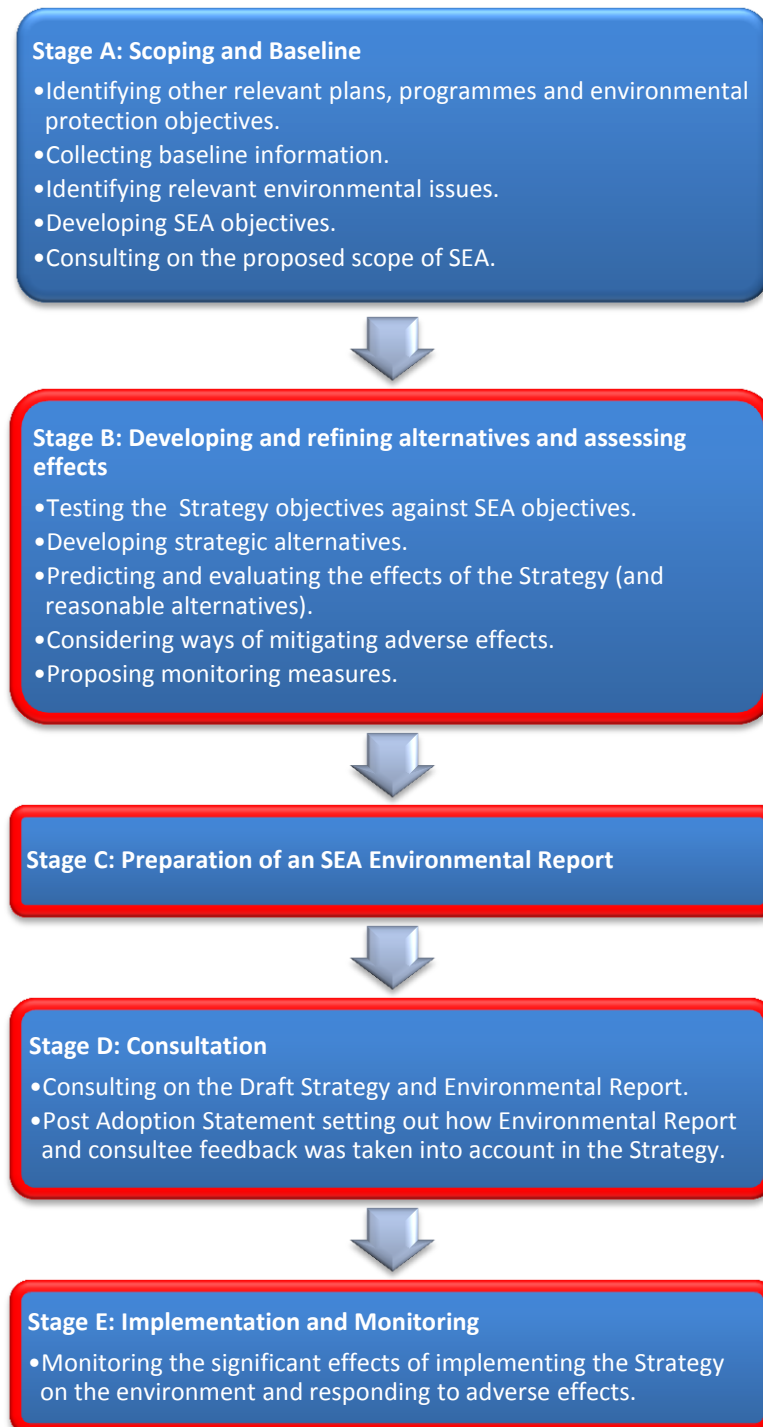 Stage A: Scoping and Baseline
•Identifying other relevant plans, programmes and environmental
protection objectives.
•Collecting baseline information.
•Identifying relevant environmental issues.
•Developing SEA objectives.
•Consulting on the proposed scope of SEA.
Stage B: Developing and refining alternatives and assessing
effects
•Testing the Strategy objectives against SEA objectives.
•Developing strategic alternatives.
•Predicting and evaluating the effects of the Strategy (and
reasonable alternatives).
•Considering ways of mitigating adverse effects.
•Proposing monitoring measures.
Stage C: Preparation of an SEA Environmental Report
Stage D: Consultation
•Consulting on the Draft Strategy and Environmental Report.
•Post Adoption Statement setting out how Environmental Report
and consultee feedback was taken into account in the Strategy.
Stage E: Implementation and Monitoring
•Monitoring the significant effects of implementing the Strategy
on the environment and responding to adverse effects.